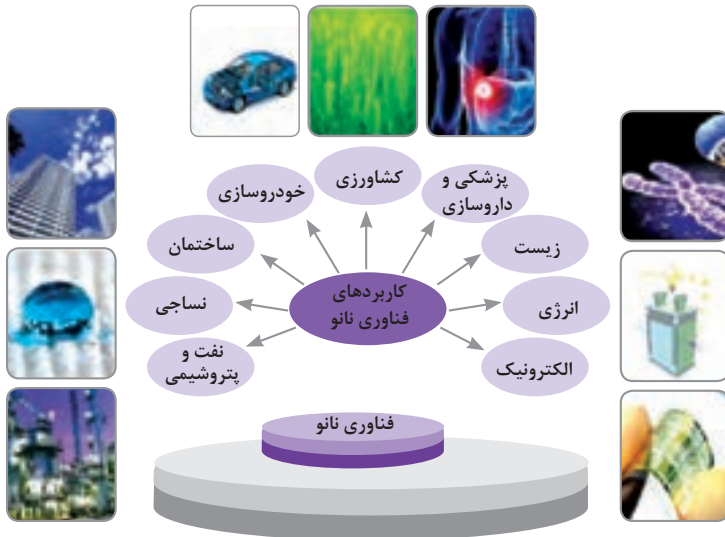 کشاورزی
پزشکی و
داروسازی
خودروسازی
زیست
ساختمان
کاربردهای
فناوری نانو
انرژی
نساجی
نفت و
پتروشیمی
الکترونیک
فناوری نانو